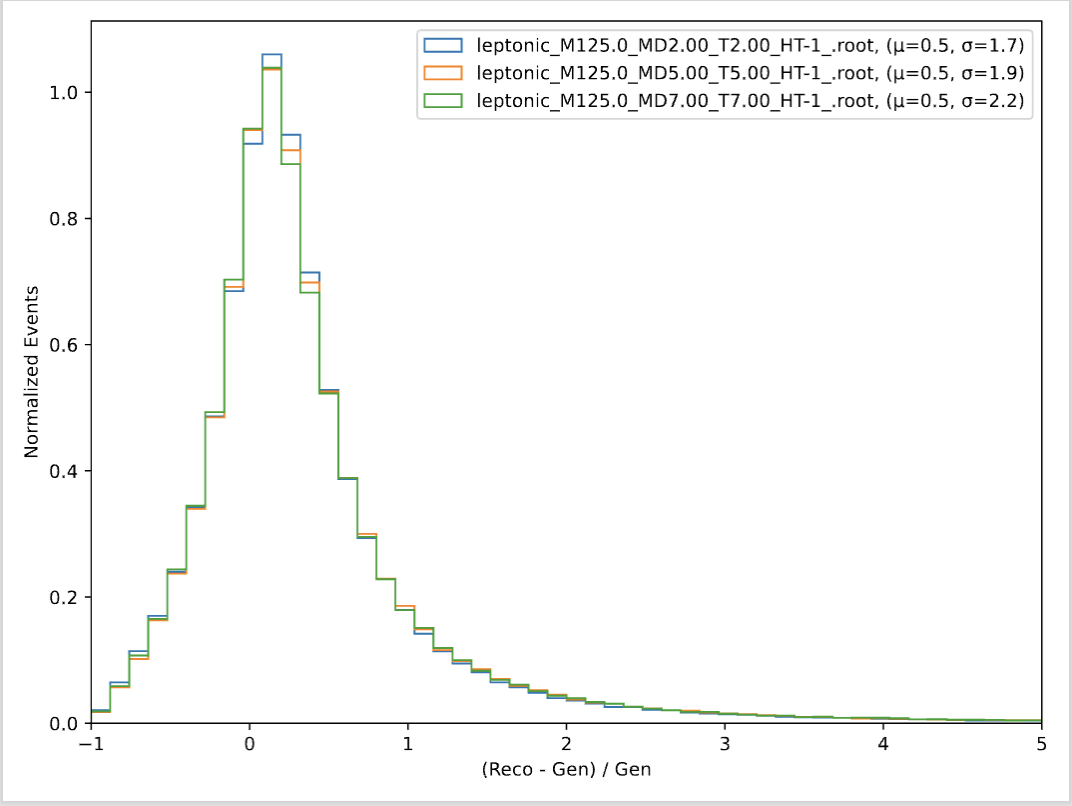 leptonic_M125.0_MD2.00_T2.00_HT-1_.root, (μ=0.5, σ=1.7)
leptonic_M125.0_MD5.00_T5.00_HT-1_.root, (μ=0.5, σ=1.9)
leptonic_M125.0_MD7.00_T7.00_HT-1_.root, (μ=0.5, σ=2.2)
1.0
0.8
0.6
0.4
0.2
0.0
Normalized Events
−1 0 1 2 3 4 5
(Reco - Gen) / Gen